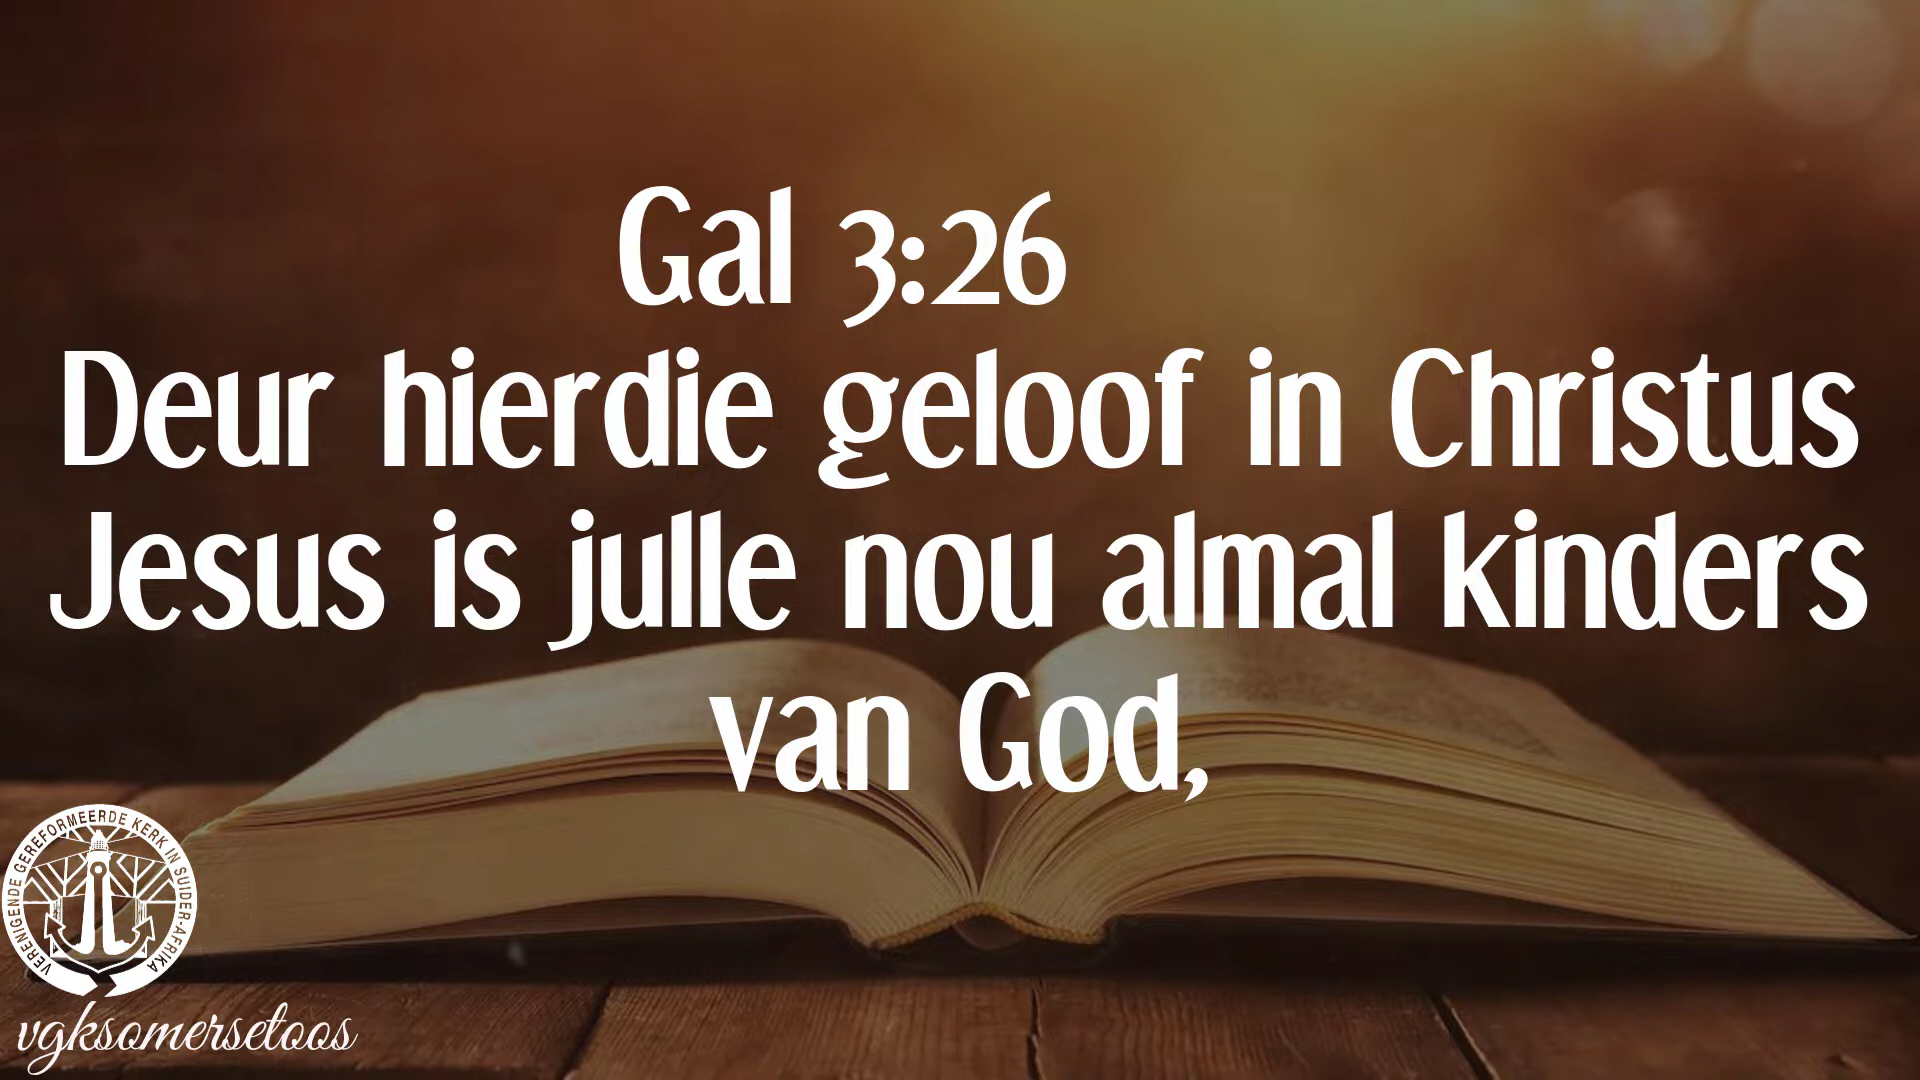 Gal 3:26
Deur hierdie geloof in Christus
Jesus is julle nou almal kinders
van God,
VERENIGENDE GEREFORMEERDE KERK IN SUIDER-AFRIKA
vgksomersetoos